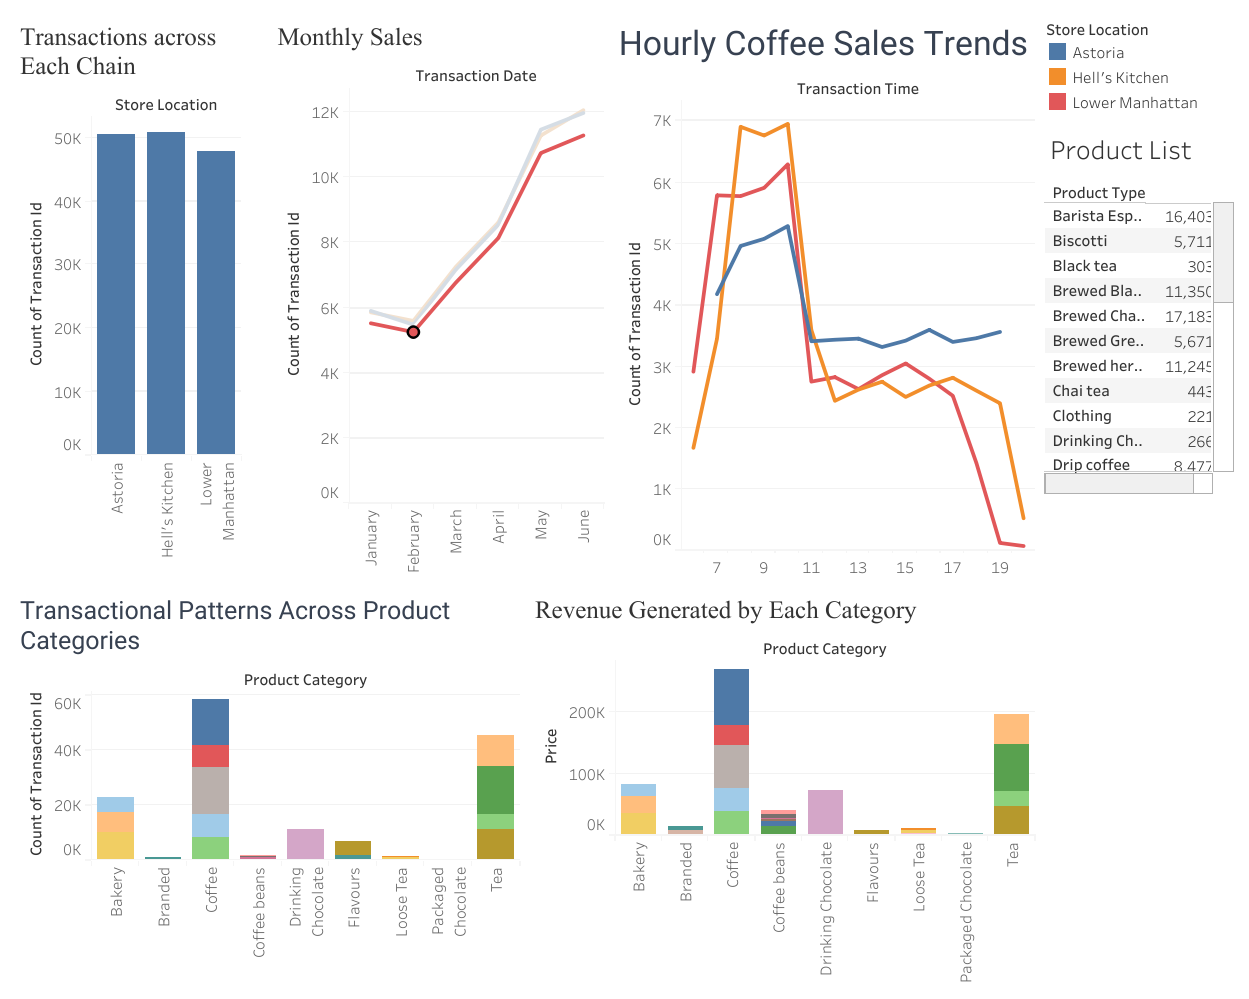 Transactions across
Each Chain
Store Location
Count of Transaction Id
50K
40K
30K
20K
10K
0K
Astoria
Hell's Kitchen
Lower
Manhattan
Monthly Sales
Transaction Date
Count of Transaction Id
12K
10K
8K
6K
4K
2K
0K
January
February
March
April
May
June
Hourly Coffee Sales Trends
Transaction Time
Count of Transaction Id
7K
6K
5K
4K
3K
2K
1K
0K
7 9 11 13 15 17 19
Store Location
Astoria
Hell's Kitchen
Lower Manhattan
Product List
Product Type
Barista Esp.. 16,403
Biscotti 5,711
Black tea 303
Brewed Bla.. 11,350
Brewed Cha.. 17,183
Brewed Gre.. 5,671
Brewed her.. 11,245
Chai tea 443
Clothing 221
Drinking Ch.. 266
Drip coffee 8,477
Transactional Patterns Across Product
Categories
Product Category
Count of Transaction Id
60K
40K
20K
0K
Bakery
Branded
Coffee
Coffee beans
Drinking
Chocolate
Flavours
Loose Tea
Packaged
Chocolate
Tea
Revenue Generated by Each Category
Product Category
Price
200K
100K
0K
Bakery
Branded
Coffee
Coffee beans
Drinking Chocolate
Flavours
Loose Tea
Packaged Chocolate
Tea